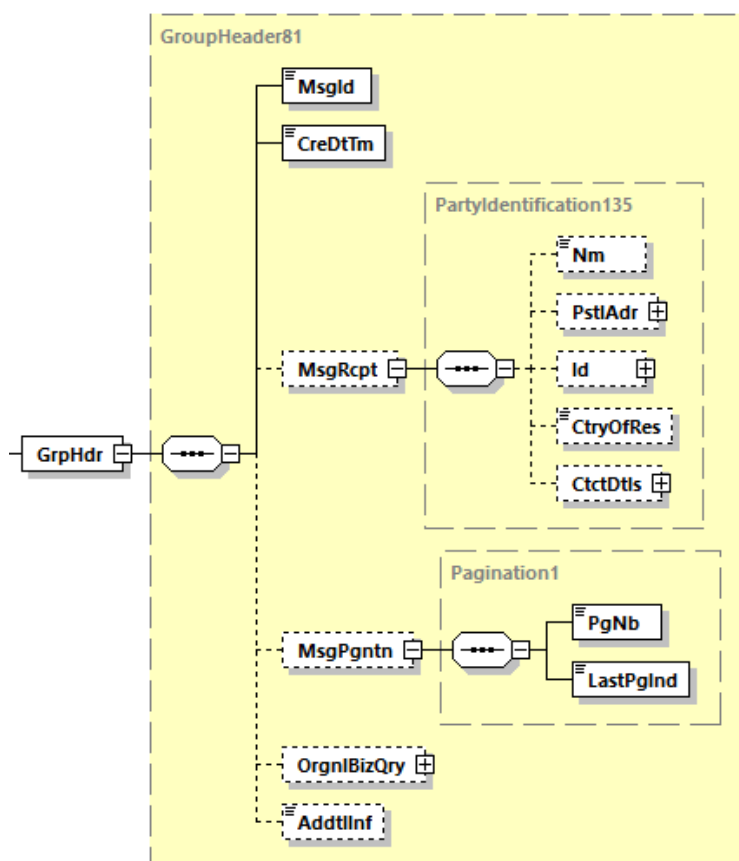 GroupHeader81
MsgId
CreDtTm
PartyIdentification135
Nm
PstlAdr
MsgRcpt
Id
CtryOfRes
GrpHdr
CtctDtls
Pagination1
PgNb
MsgPgntn
LastPgInd
OrgnlBizQry
AddtlInf